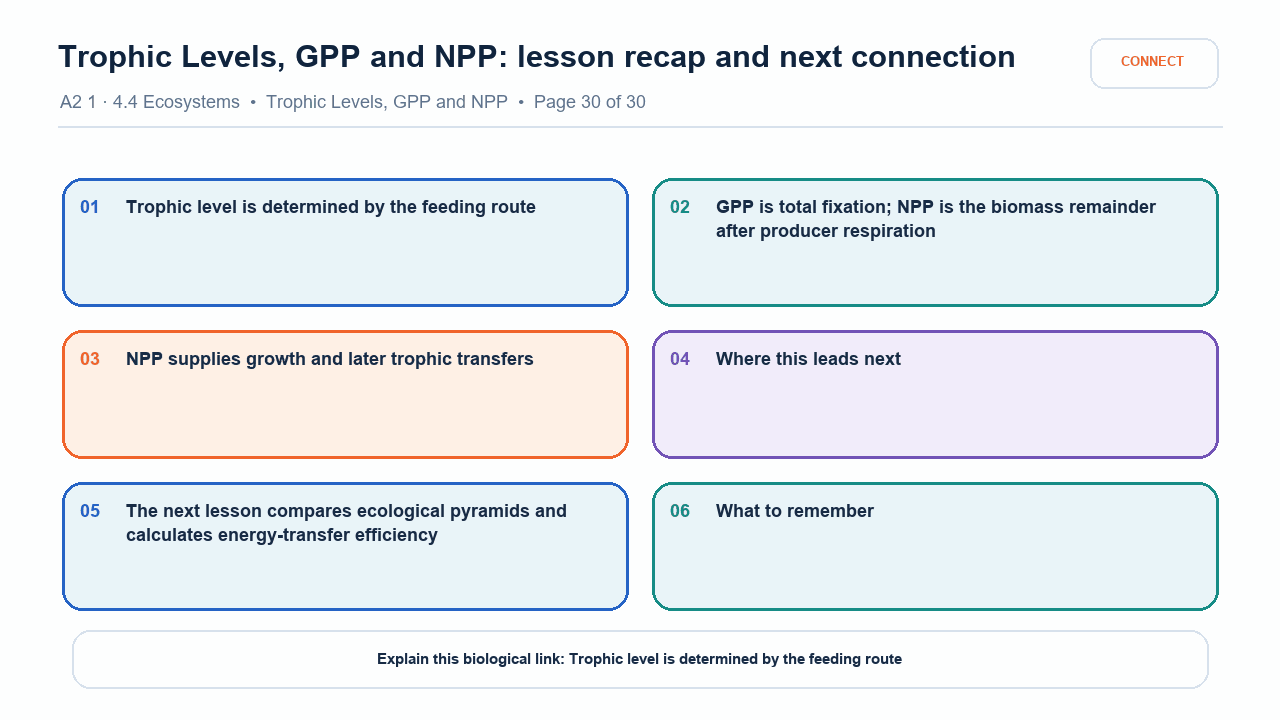 Trophic Levels, GPP and NPP: lesson recap and next connection
CONNECT
A2 1 · 4.4 Ecosystems • Trophic Levels, GPP and NPP • Page 30 of 30
01 Trophic level is determined by the feeding route
02 GPP is total fixation; NPP is the biomass remainder
after producer respiration
03 NPP supplies growth and later trophic transfers
04 Where this leads next
05 The next lesson compares ecological pyramids and
calculates energy-transfer efficiency
06 What to remember
Explain this biological link: Trophic level is determined by the feeding route